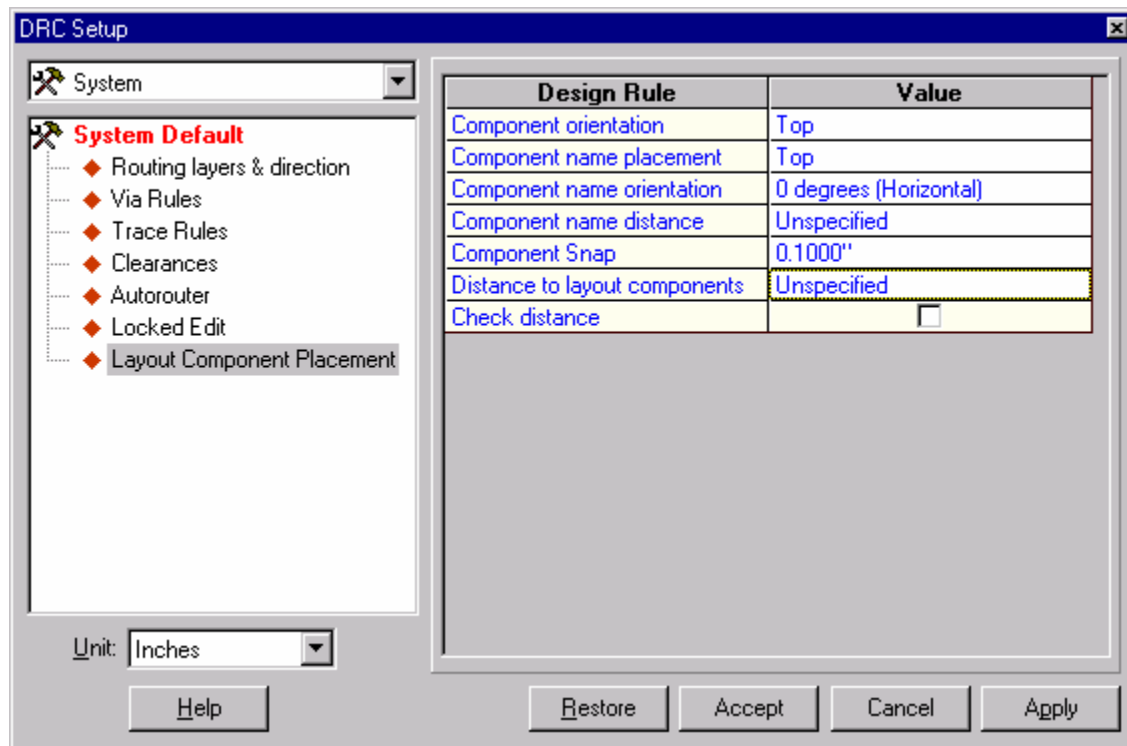 DRC Setup
System
System Default
Routing layers & direction
Via Rules
Trace Rules
Clearances
Autorouter
Locked Edit
Layout Component Placement
Unit: Inches
Design Rule Value
Component orientation Top
Component name placement Top
Component name orientation 0 degrees (Horizontal)
Component name distance Unspecified
Component Snap 0.1000"
Distance to layout components Unspecified
Check distance
Help Restore Accept Cancel Apply